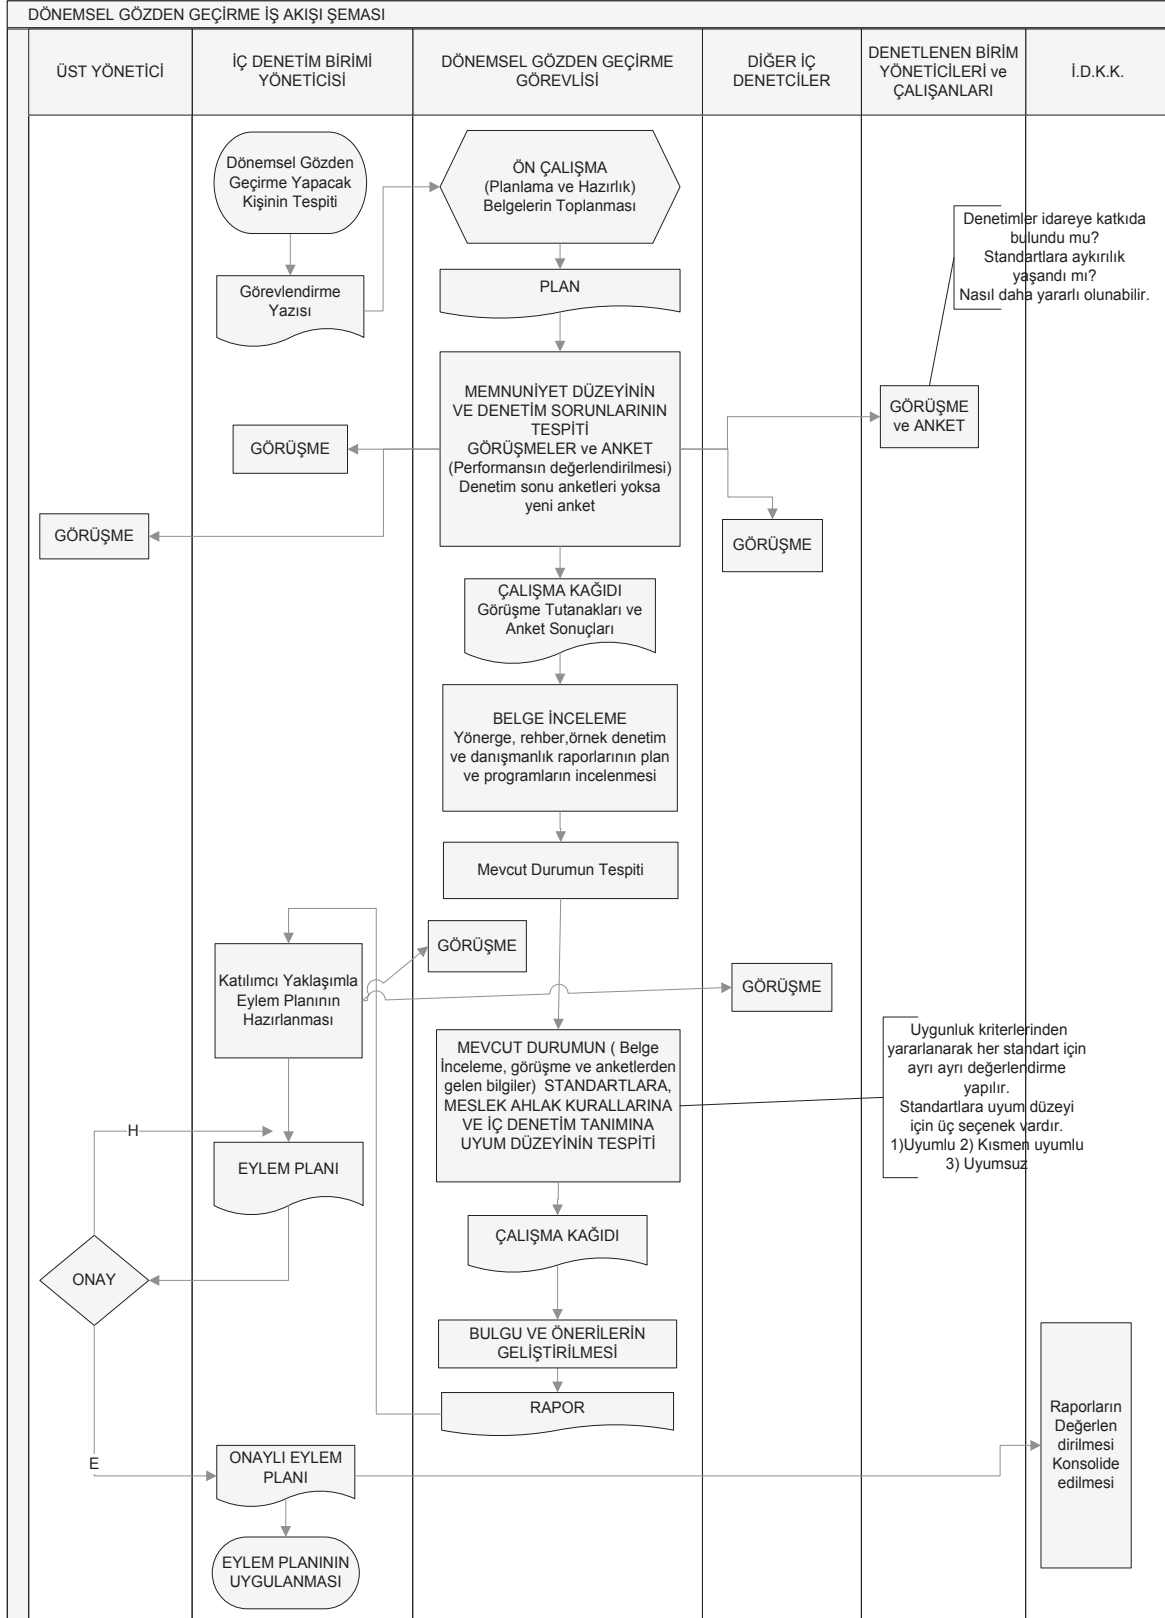 DÖNEMSEL GÖZDEN GEÇİRME İŞ AKIŞI ŞEMASI
ÜST YÖNETİCİ
İÇ DENETİM BİRİMİ
YÖNETİCİSİ
DÖNEMSEL GÖZDEN GEÇİRME
GÖREVLİSİ
DİĞER İÇ
DENETCİLER
DENETLENEN BİRİM
YÖNETİCİLERİ ve
ÇALIŞANLARI
İ.D.K.K.
Dönemsel Gözden
Geçirme Yapacak
Kişinin Tespiti
ÖN ÇALIŞMA
(Planlama ve Hazırlık)
Belgelerin Toplanması
Denetimler idareye katkıda
bulundu mu?
Standartlara aykırılık
yaşandı mı?
Nasıl daha yararlı olunabilir.
Görevlendirme
Yazısı
PLAN
MEMNUNİYET DÜZEYİNİN
VE DENETİM SORUNLARININ
TESPİTİ
GÖRÜŞMELER ve ANKET
(Performansın değerlendirilmesi)
Denetim sonu anketleri yoksa
yeni anket
GÖRÜŞME
ve ANKET
GÖRÜŞME
GÖRÜŞME
GÖRÜŞME
ÇALIŞMA KAĞIDI
Görüşme Tutanakları ve
Anket Sonuçları
BELGE İNCELEME
Yönerge, rehber,örnek denetim
ve danışmanlık raporlarının plan
ve programların incelenmesi
Mevcut Durumun Tespiti
GÖRÜŞME
Katılımcı Yaklaşımla
Eylem Planının
Hazırlanması
GÖRÜŞME
MEVCUT DURUMUN ( Belge
İnceleme, görüşme ve anketlerden
gelen bilgiler)  STANDARTLARA,
MESLEK AHLAK KURALLARINA
VE İÇ DENETİM TANIMINA
UYUM DÜZEYİNİN TESPİTİ
Uygunluk kriterlerinden
yararlanarak her standart için
ayrı ayrı değerlendirme
yapılır.
Standartlara uyum düzeyi
için üç seçenek vardır.
1)Uyumlu 2) Kısmen uyumlu
3) Uyumsuz
H
EYLEM PLANI
ÇALIŞMA KAĞIDI
ONAY
BULGU VE ÖNERİLERİN
GELİŞTİRİLMESİ
RAPOR
Raporların
Değerlen
dirilmesi
Konsolide
edilmesi
E
ONAYLI EYLEM
PLANI
EYLEM PLANININ
UYGULANMASI